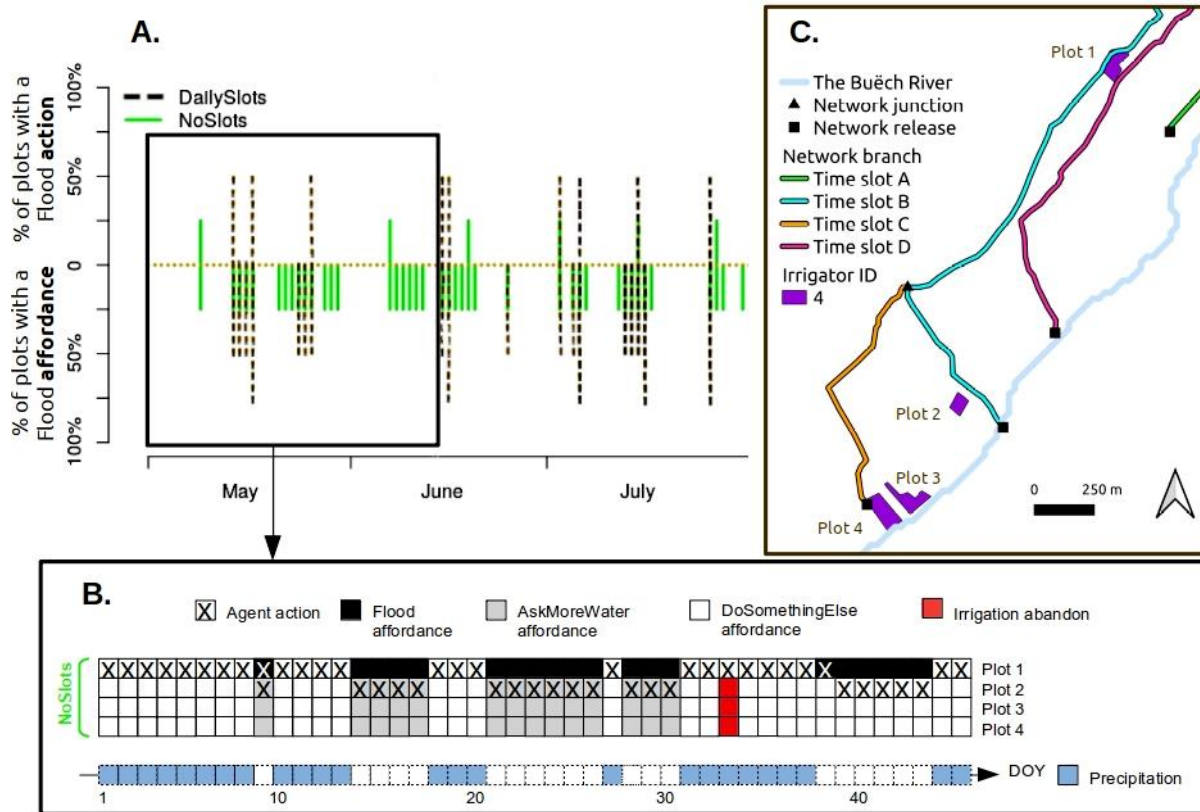 A.
% of plots with a
Flood action
% of plots with a
Flood affordance
100%
50%
0
50%
100%
DailySlots
NoSlots
May
June
July
C.
Plot 1
The Buëch River
Network junction
Network release
Network branch
Time slot A
Time slot B
Time slot C
Time slot D
Irrigator ID
4
Plot 2
Plot 3
Plot 4
0 250 m
B.
X Agent action
Flood
affordance
AskMoreWater
affordance
DoSomethingElse
affordance
Irrigation abandon
NoSlots
X X X X X X X X X X X X X X X X X X X X X X X X X X X Plot 1
X X X X X X X X X X X X X X X X X X X Plot 2
Plot 3
Plot 4
DOY
Precipitation
1 10 20 30 40